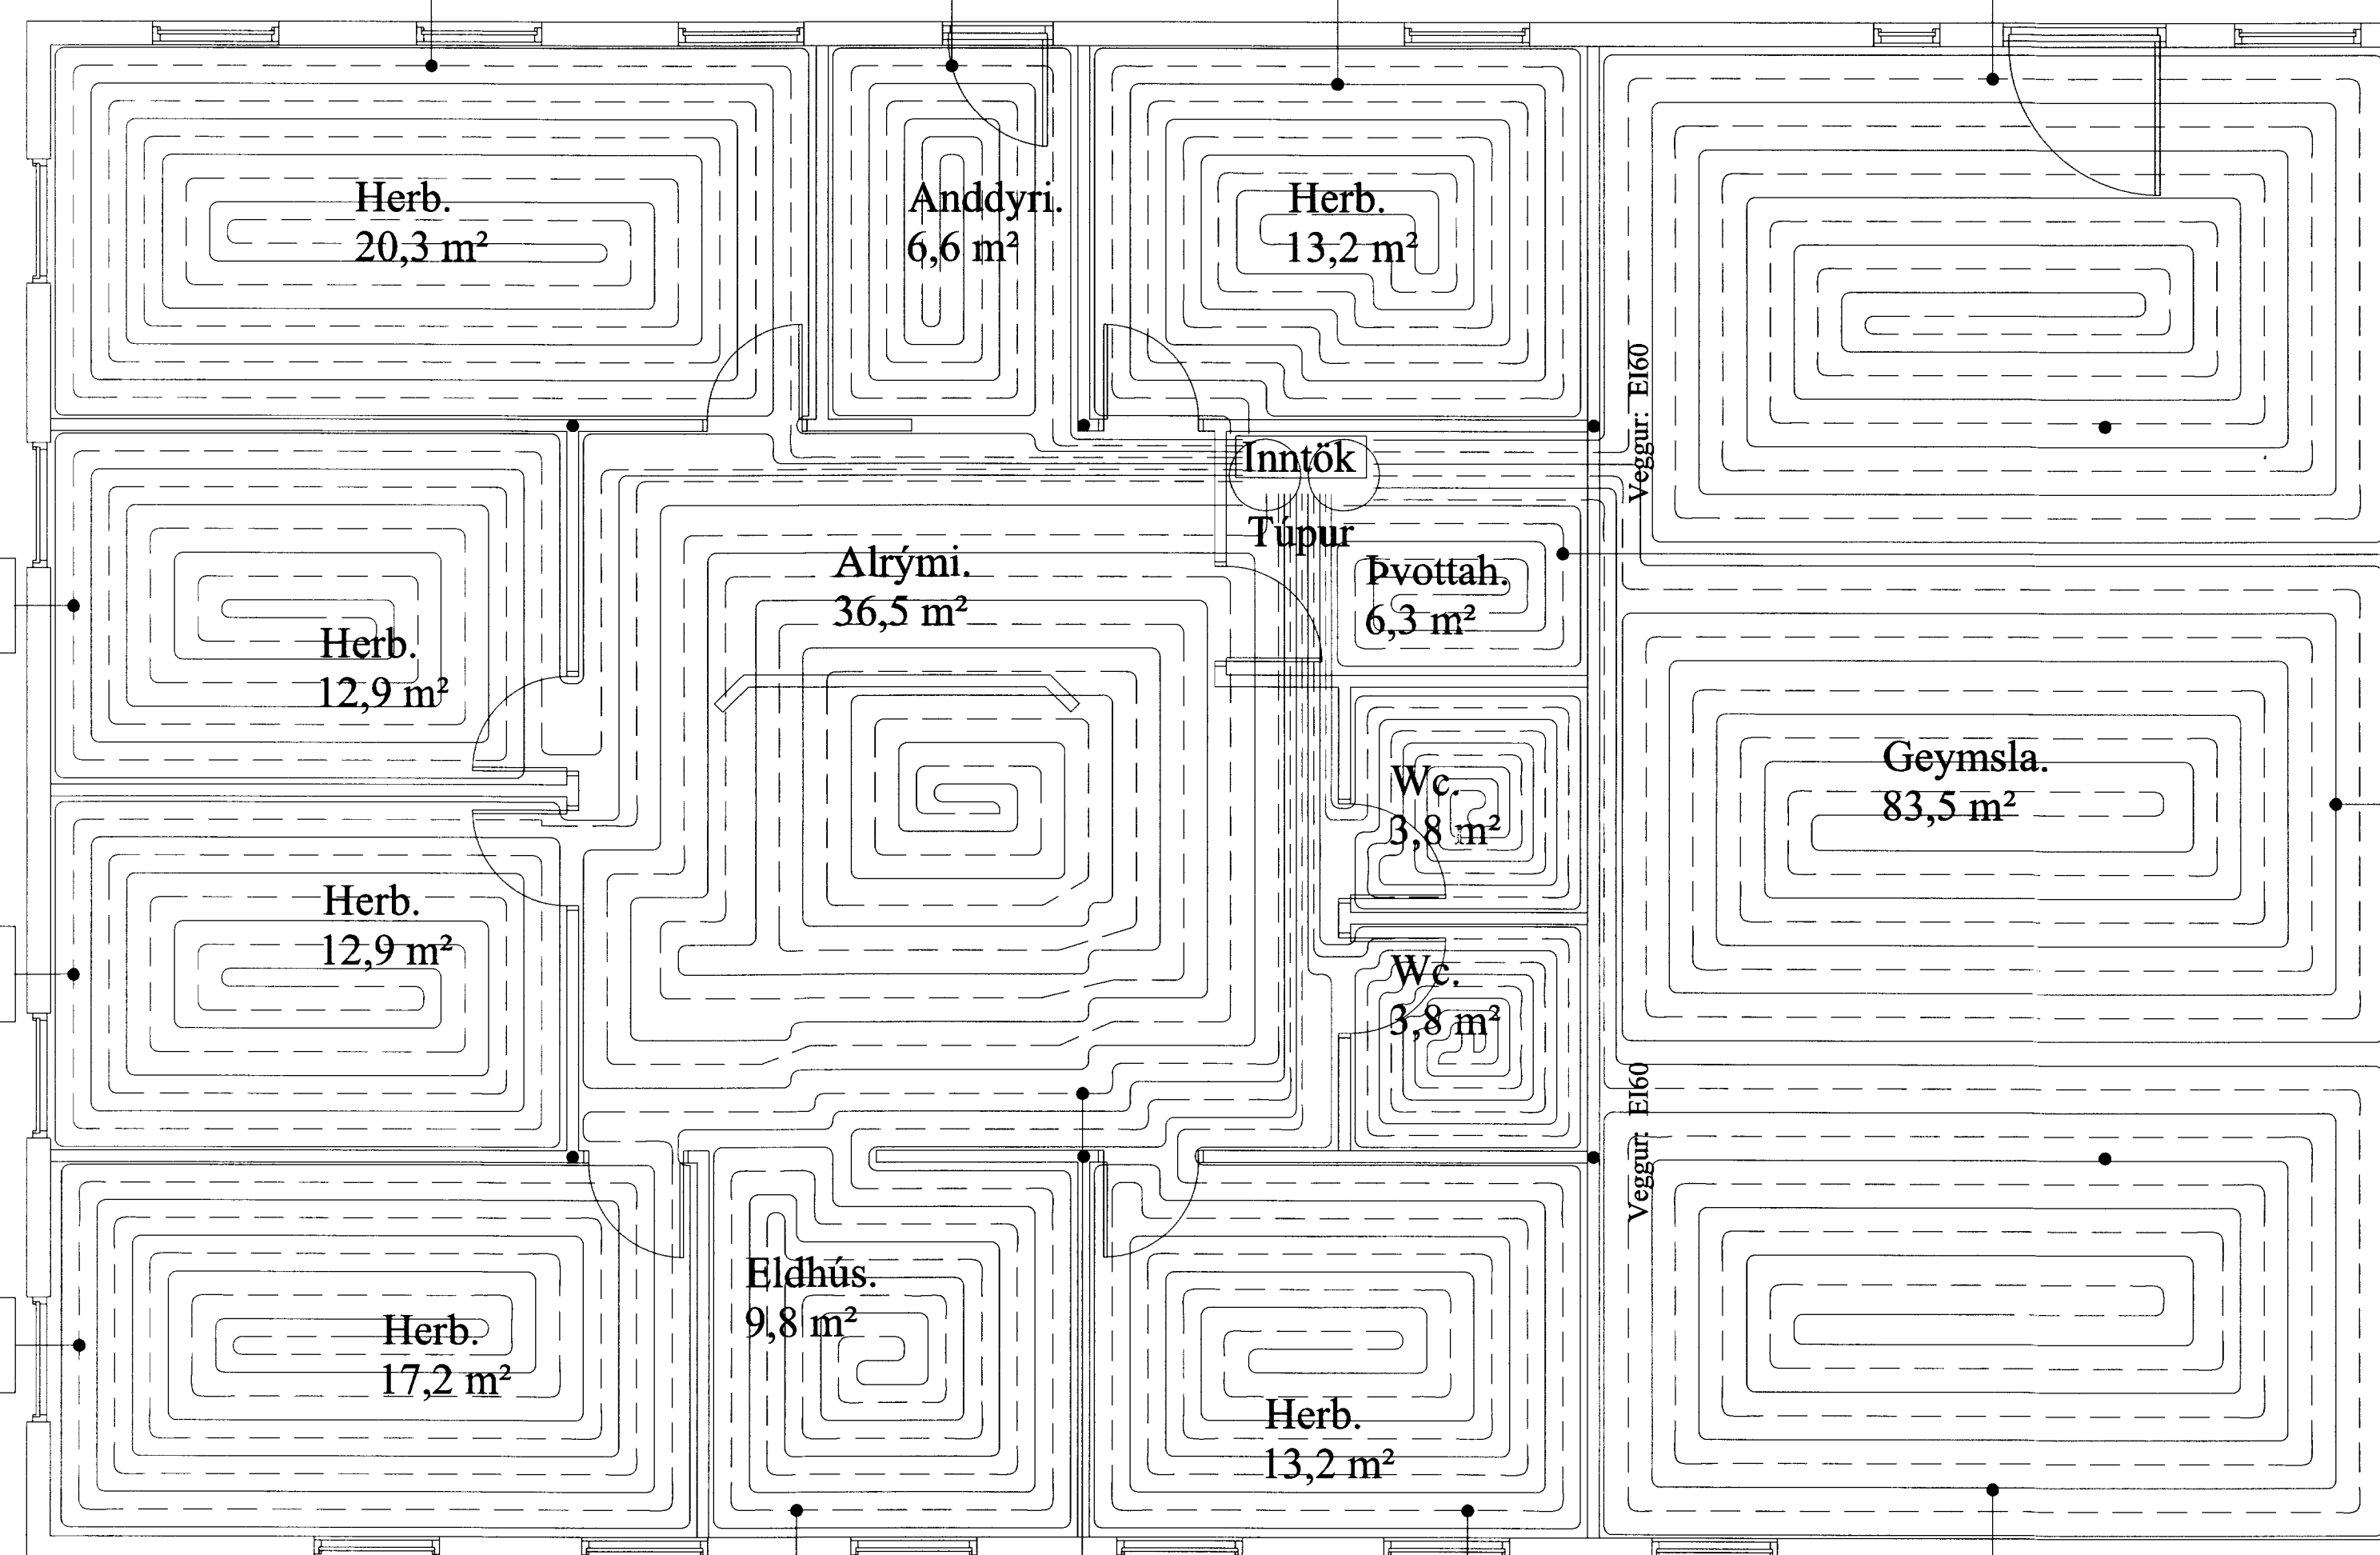 Herb.
20,3 m²
Anddyri.
6,6 m²
Herb.
13,2 m²
Veggur: EI60
Inntök
Túpur
Alrými.
36,5 m²
Þvottah.
6,3 m²
Herb.
12,9 m²
Wc.
3,8 m²
Geymsla.
83,5 m²
Herb.
12,9 m²
Wc.
3,8 m²
Veggur: EI60
Eldhús.
9,8 m²
Herb.
17,2 m²
Herb.
13,2 m²